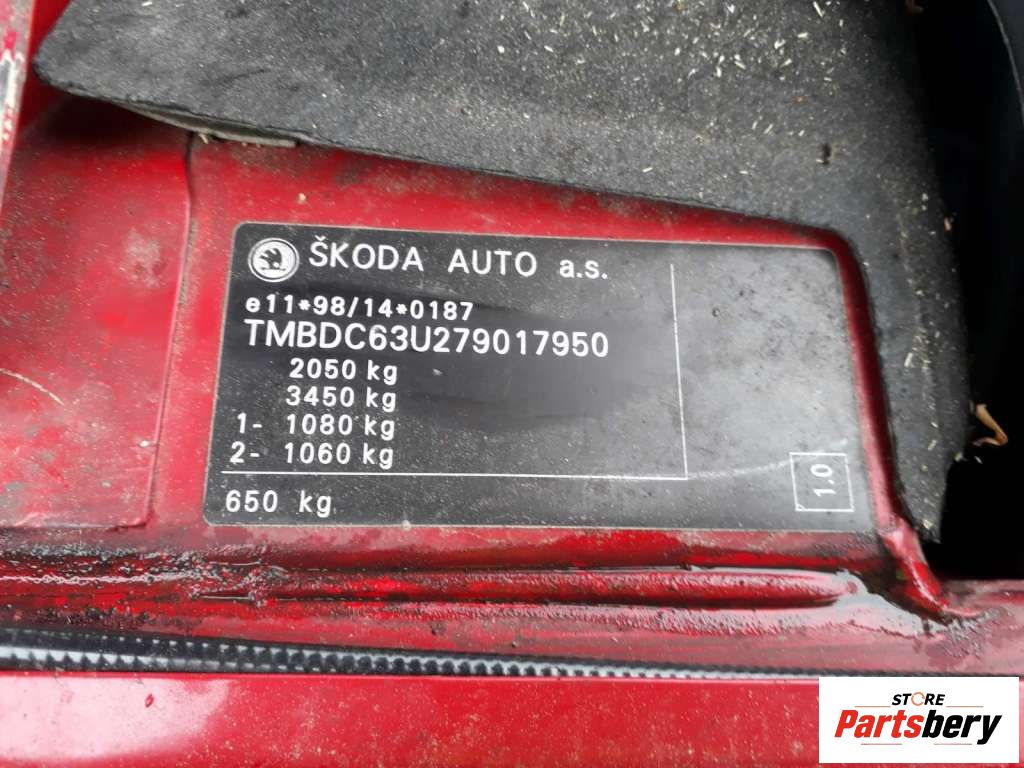 ŠKODA AUTO a.s.
e11*98/14*0187
TMBDC63U279017950
2050 kg
3450 kg
1- 1080 kg
2- 1060 kg
650 kg
1.0
STORE
Partsbery